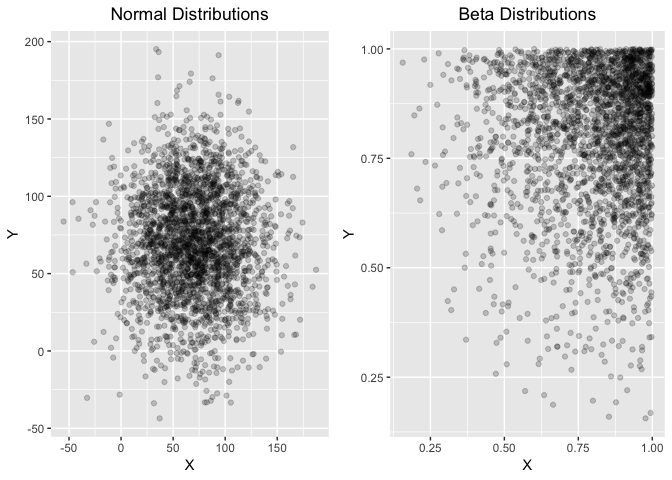 Normal Distributions
200
150
100
50
0
-50
-50 0 50 100 150
X
Y
Beta Distributions
1.00
0.75
0.50
0.25
0.25 0.50 0.75 1.00
X
Y